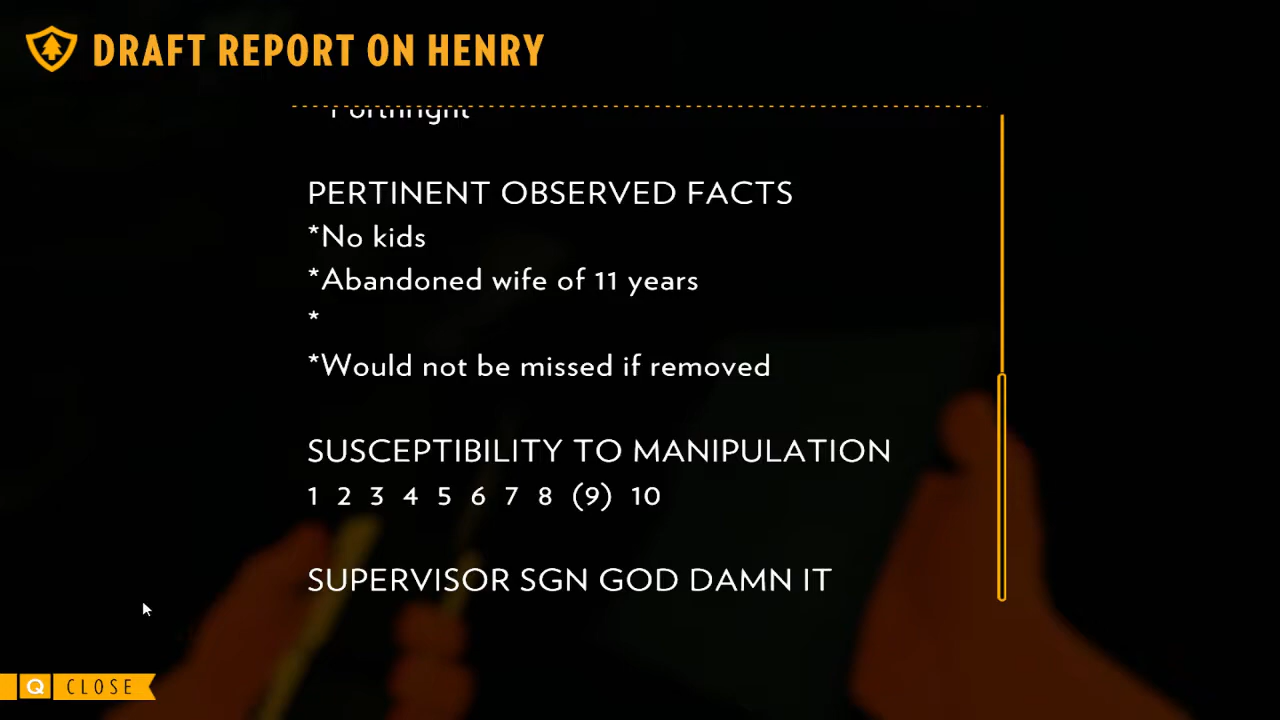 DRAFT REPORT ON HENRY
Forthright
PERTINENT OBSERVED FACTS
*No kids
*Abandoned wife of 11 years
*
*Would not be missed if removed
SUSCEPTIBILITY TO MANIPULATION
1 2 3 4 5 6 7 8 (9) 10
SUPERVISOR SGN GOD DAMN IT
Q CLOSE